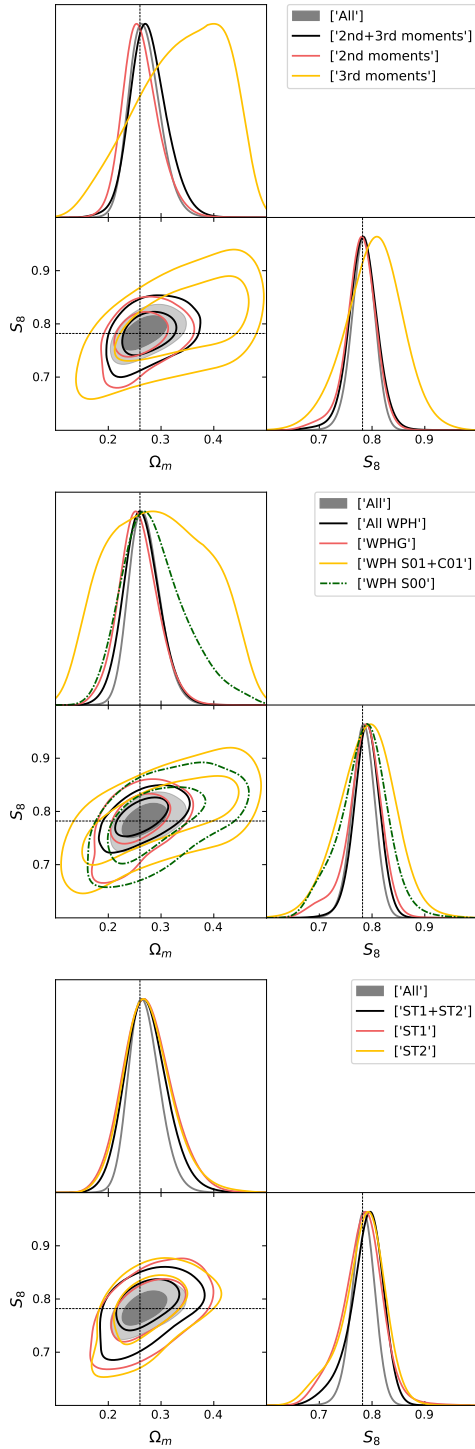 ['All']
['2nd+3rd moments']
['2nd moments']
['3rd moments']
0.9
0.8
0.7
S8
0.2 0.3 0.4
Ωm
0.7 0.8 0.9
S8
['All']
['All WPH']
['WPHG']
['WPH S01+C01']
['WPH S00']
0.9
0.8
0.7
S8
0.2 0.3 0.4
Ωm
0.7 0.8 0.9
S8
['All']
['ST1+ST2']
['ST1']
['ST2']
0.9
0.8
0.7
S8
0.2 0.3 0.4
Ωm
0.7 0.8 0.9
S8